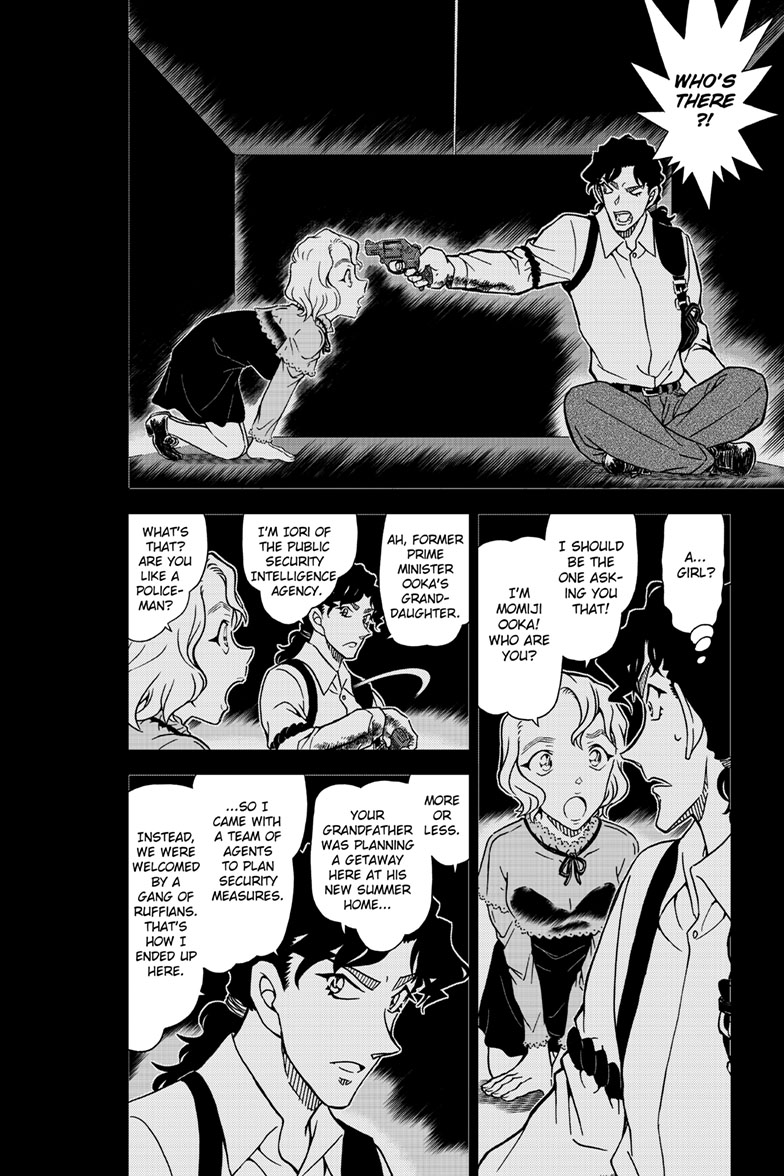 WHO'S
THERE
?!
A...
GIRL?
I SHOULD
BE THE
ONE ASK-
ING YOU
THAT!
I'M
MOMIJI
OOKA!
WHO ARE
YOU?
AH, FORMER
PRIME
MINISTER
OOKA'S
GRAND-
DAUGHTER.
I'M IORI OF
THE PUBLIC
SECURITY
INTELLIGENCE
AGENCY.
WHAT'S
THAT?
ARE YOU
LIKE A
POLICE-
MAN?
MORE
OR
LESS.
YOUR
GRANDFATHER
WAS PLANNING
A GETAWAY
HERE AT HIS
NEW SUMMER
HOME...
...SO I
CAME WITH
A TEAM OF
AGENTS
TO PLAN
SECURITY
MEASURES.
INSTEAD,
WE WERE
WELCOMED
BY A
GANG OF
RUFFIANS.
THAT'S
HOW I
ENDED UP
HERE.